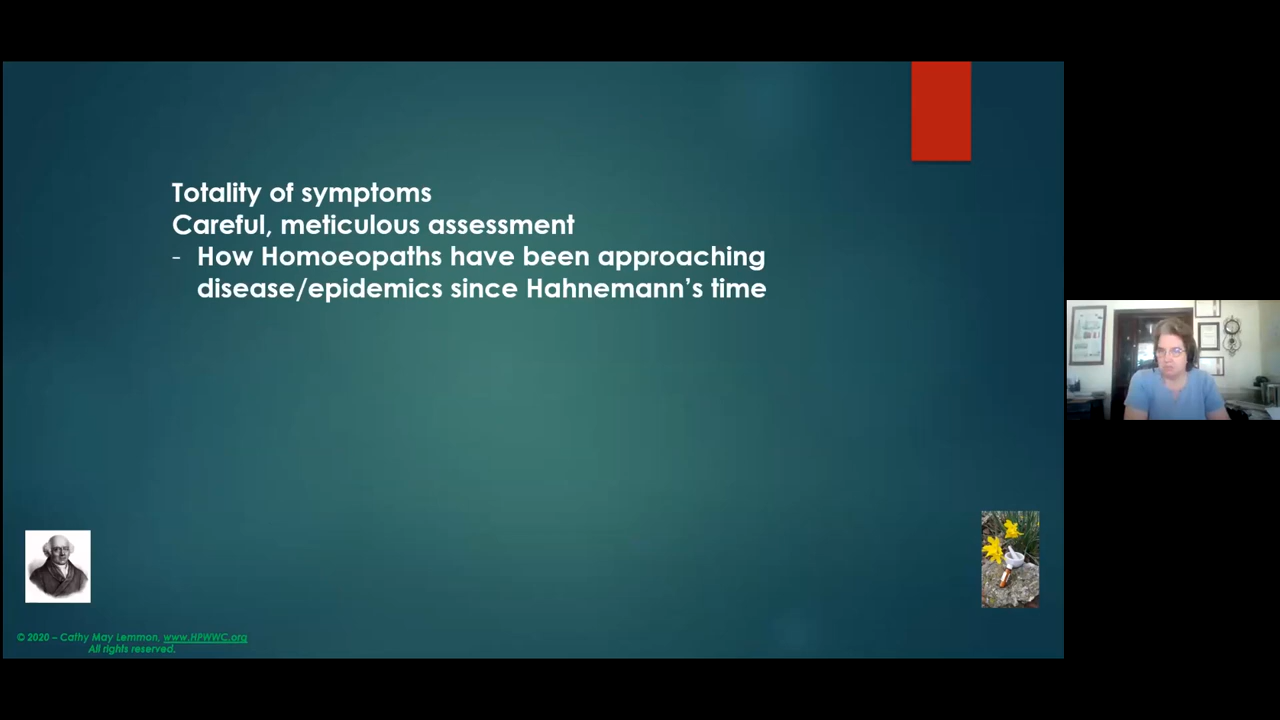 Totality of symptoms
Careful, meticulous assessment
- How Homoeopaths have been approaching
disease/epidemics since Hahnemann’s time
© 2020 – Cathy May Lemmon, www.HPWWC.org
All rights reserved.